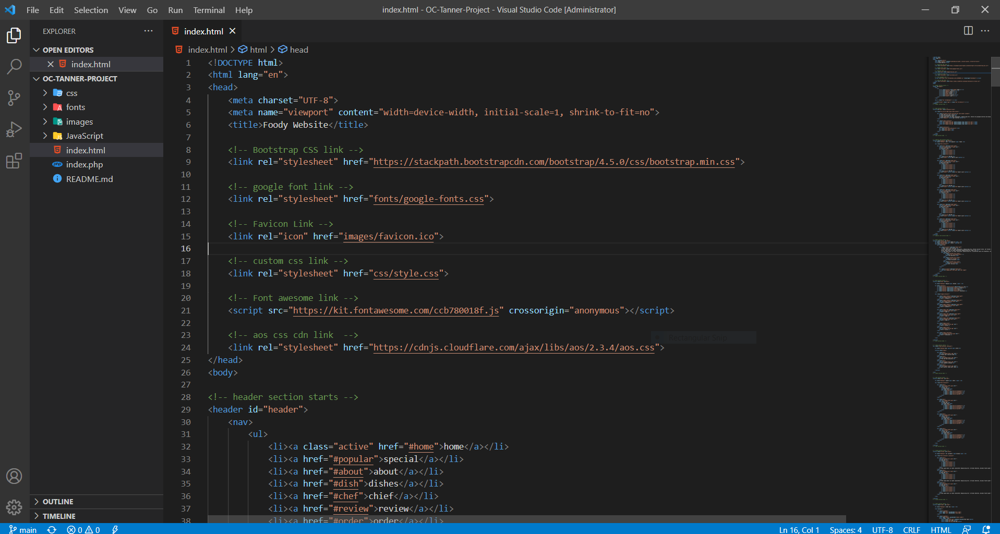 File Edit Selection View Go Run Terminal Help
index.html - OC-Tanner-Project - Visual Studio Code [Administrator]
EXPLORER
OPEN EDITORS
index.html
OC-TANNER-PROJECT
css
fonts
images
JavaScript
index.html
index.php
README.md
OUTLINE
TIMELINE
index.html
index.html > html > head
1 <!DOCTYPE html>
2 <html lang="en">
3 <head>
4 <meta charset="UTF-8">
5 <meta name="viewport" content="width=device-width, initial-scale=1, shrink-to-fit=no">
6 <title>Foody Website</title>
7
8 <!-- Bootstrap CSS link -->
9 <link rel="stylesheet" href="https://stackpath.bootstrapcdn.com/bootstrap/4.5.0/css/bootstrap.min.css">
10
11 <!-- google font link -->
12 <link rel="stylesheet" href="fonts/google-fonts.css">
13
14 <!-- Favicon Link -->
15 <link rel="icon" href="images/favicon.ico">
16
17 <!-- custom css link -->
18 <link rel="stylesheet" href="css/style.css">
19
20 <!-- Font awesome link -->
21 <script src="https://kit.fontawesome.com/ccb780018f.js" crossorigin="anonymous"></script>
22
23 <!-- aos css cdn link  -->
Rectangular Snip
24 <link rel="stylesheet" href="https://cdnjs.cloudflare.com/ajax/libs/aos/2.3.4/aos.css">
25 </head>
26 <body>
27
28 <!-- header section starts -->
29 <header id="header">
30 <nav>
31 <ul>
32 <li><a class="active" href="#home">home</a></li>
33 <li><a href="#popular">special</a></li>
34 <li><a href="#about">about</a></li>
35 <li><a href="#dish">dishes</a></li>
36 <li><a href="#chef">chief</a></li>
37 <li><a href="#review">review</a></li>
38 <li><a href="#order">order</a></li>
main 0 0 Ln 16, Col 1 Spaces: 4 UTF-8 CRLF HTML